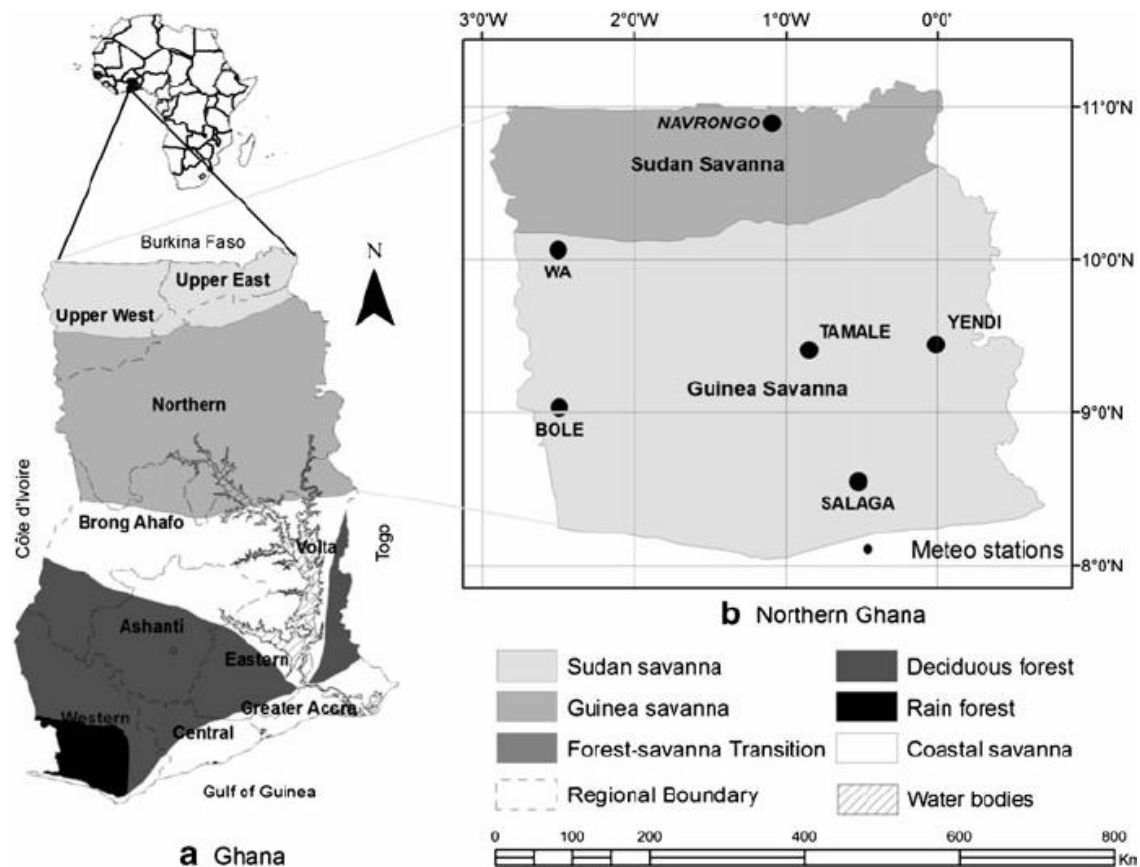 Burkina Faso
N
Upper East
Upper West
Northern
Côle d'Ivoire
Brong Ahafo
Volta
Togo
Ashanti
Eastern
Greater Accra
Western
Central
Gulf of Guinea
a Ghana
3°0'W 2°0'W 1°0'W 0°0'
11°0'N
NAVRONGO
Sudan Savanna
10°0'N
WA
TAMALE
YENDI
Guinea Savanna
9°0'N
BOLE
SALAGA
Meteo stations
8°0'N
b Northern Ghana
Sudan savanna
Guinea savanna
Forest-savanna Transition
Regional Boundary
Deciduous forest
Rain forest
Coastal savanna
Water bodies
0 50 100 200 400 600 800
Km